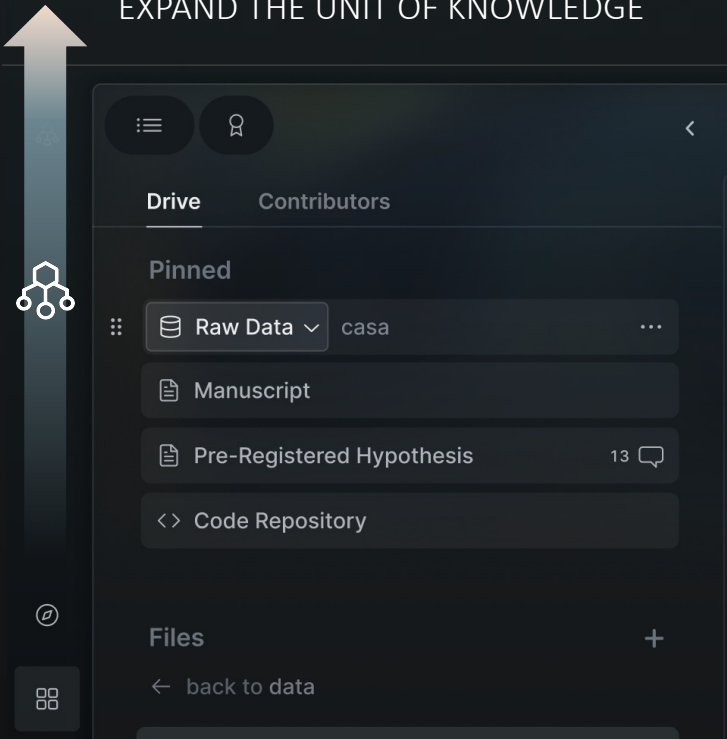 EXPAND THE UNIT OF KNOWLEDGE
Drive Contributors
Pinned
Raw Data casa
Manuscript
Pre-Registered Hypothesis 13
Code Repository
Files
back to data